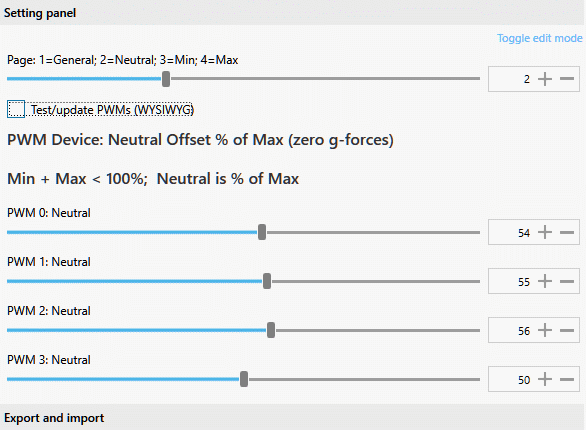 Setting panel
Toggle edit mode
Page: 1=General; 2=Neutral; 3=Min; 4=Max
2
Test/update PWMs (WYSIWYG)
PWM Device: Neutral Offset % of Max (zero g-forces)
Min + Max < 100%;  Neutral is % of Max
PWM 0: Neutral
54
PWM 1: Neutral
55
PWM 2: Neutral
56
PWM 3: Neutral
50
Export and import